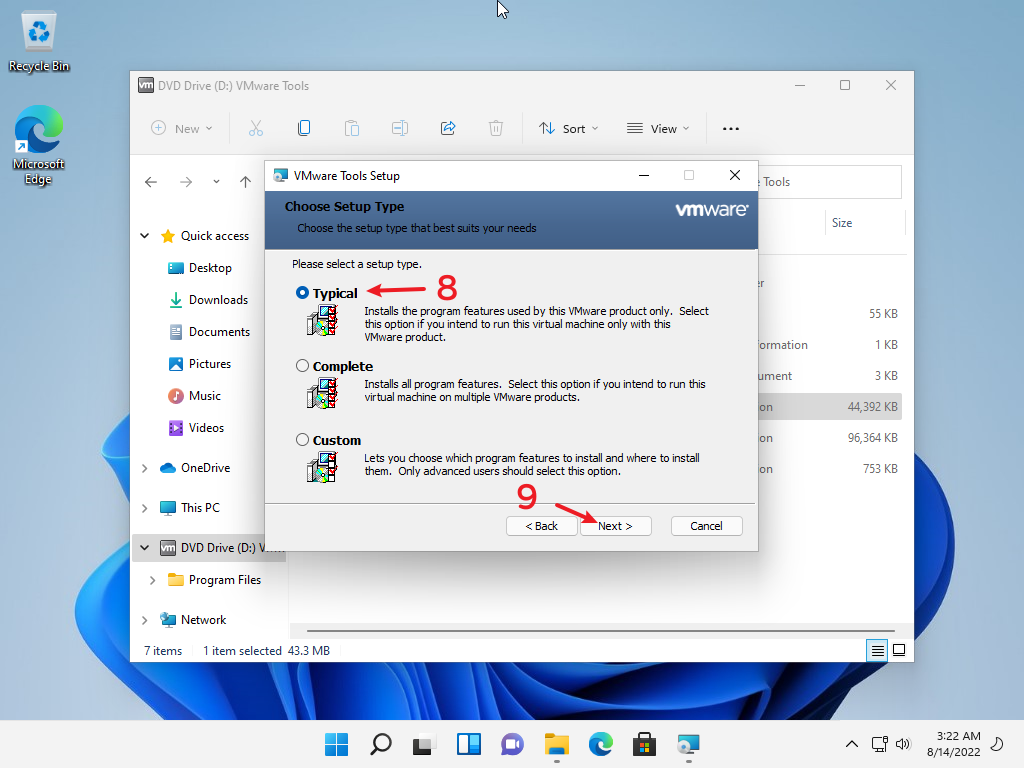 Recycle Bin
Microsoft
Edge
DVD Drive (D:) VMware Tools
New
Sort
View
Tools
Size
Quick access
Desktop
Downloads
Documents
Pictures
Music
Videos
OneDrive
This PC
DVD Drive (D:)
Program Files
Network
55 KB
1 KB
3 KB
44,392 KB
96,364 KB
753 KB
VMware Tools Setup
Choose Setup Type
Choose the setup type that best suits your needs
vmware
Please select a setup type.
Typical
8
Installs the program features used by this VMware product only. Select
this option if you intend to run this virtual machine only with this
VMware product.
Complete
Installs all program features. Select this option if you intend to run this
virtual machine on multiple VMware products.
Custom
Lets you choose which program features to install and where to install
them. Only advanced users should select this option.
9
< Back
Next >
Cancel
7 items
1 item selected 43.3 MB
3:22 AM
8/14/2022